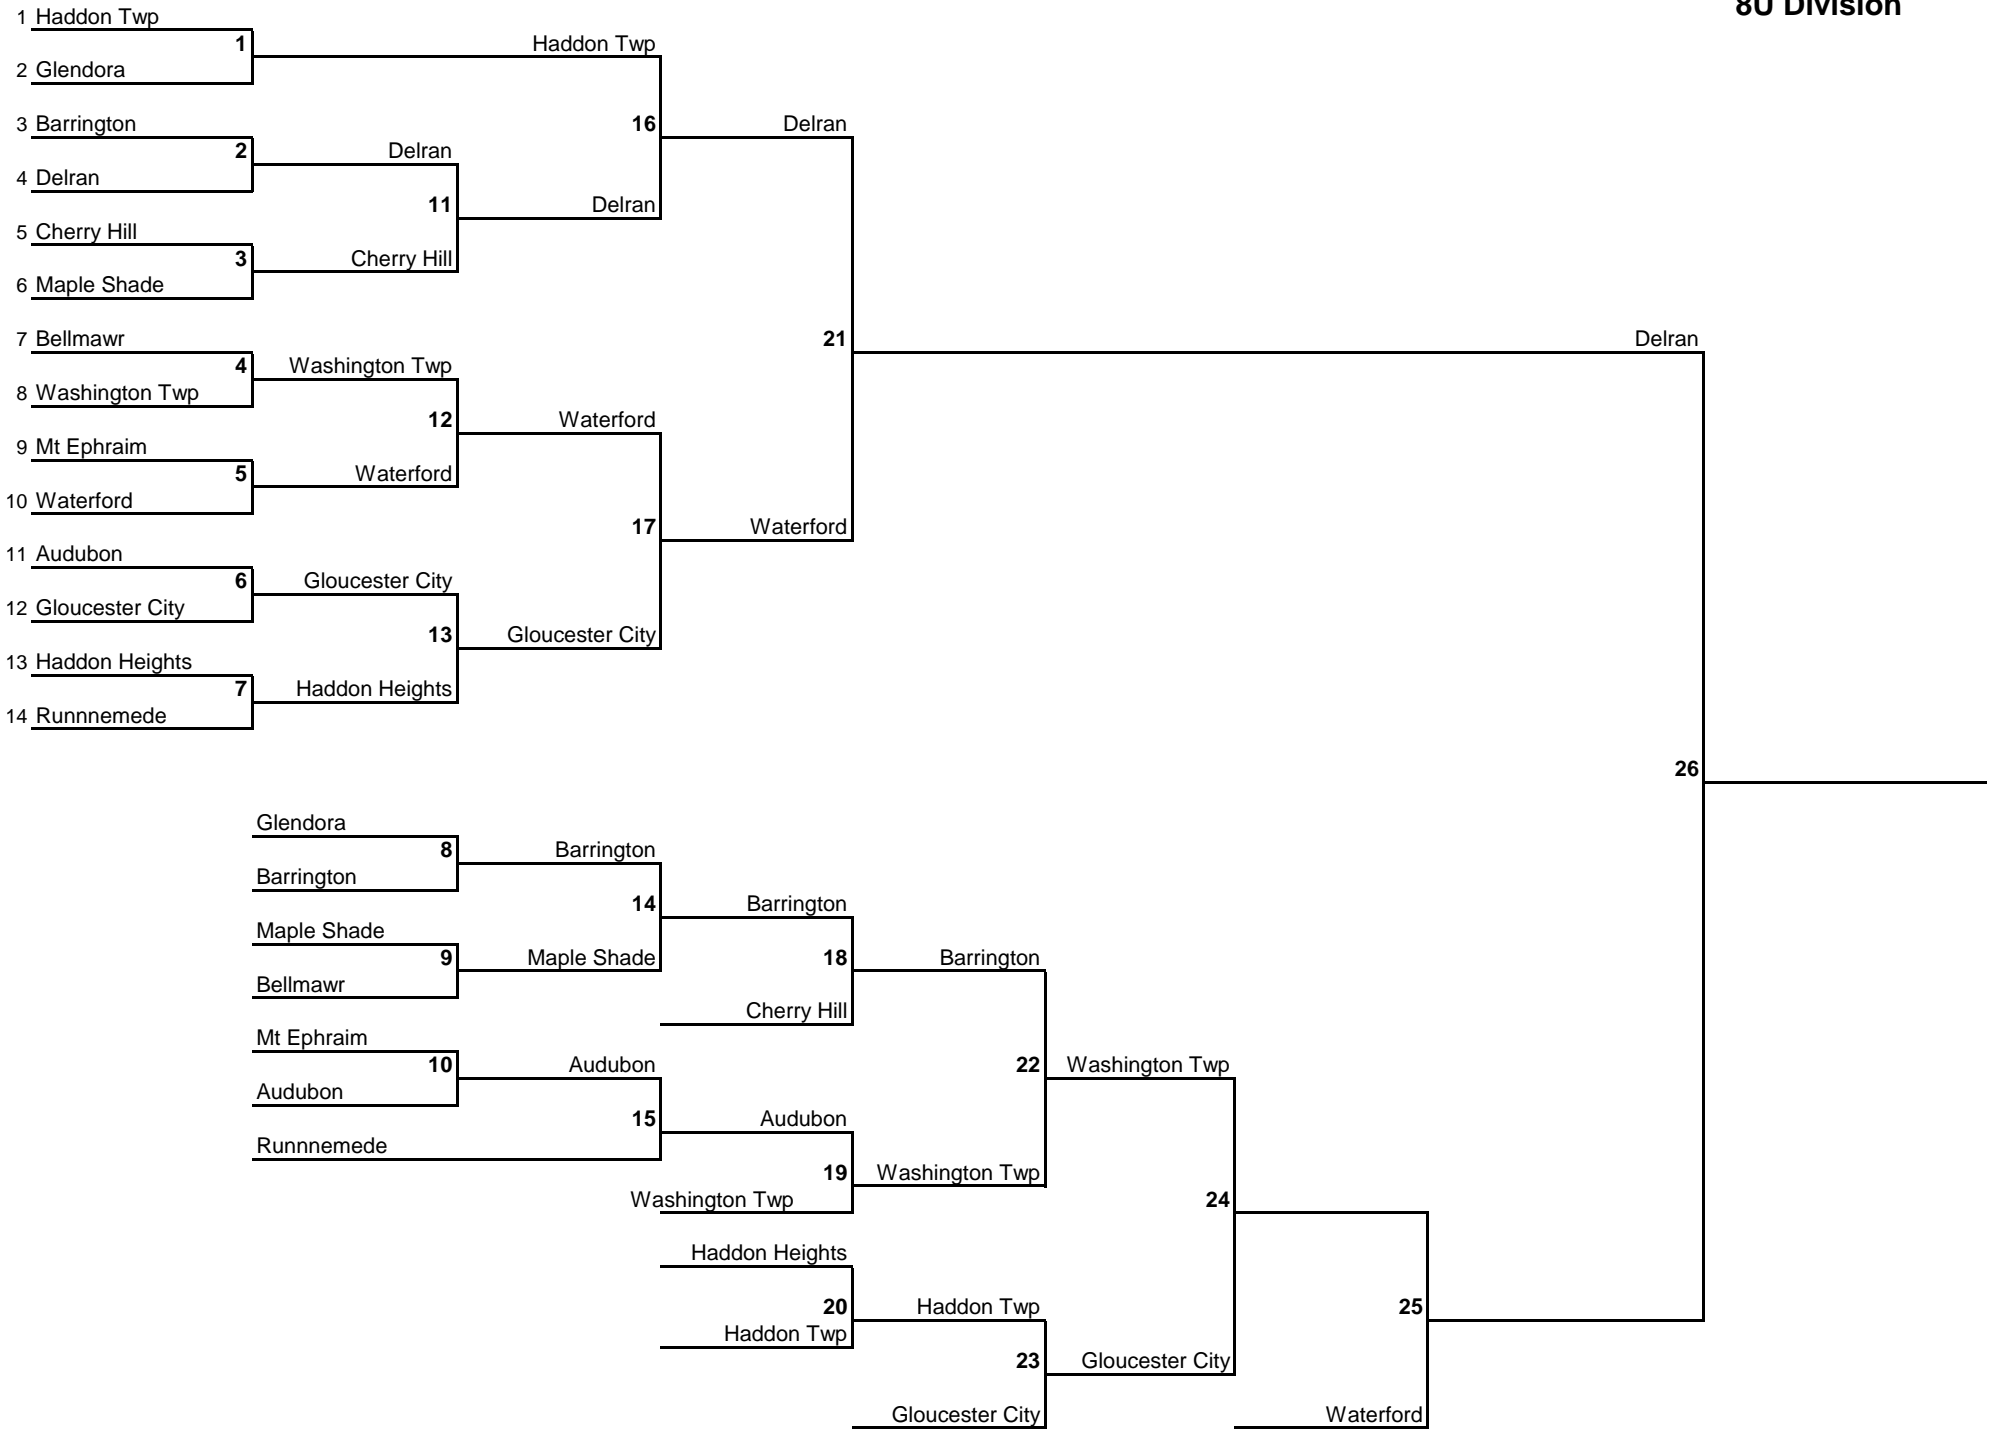 8U Division
1 Haddon Twp
1
Haddon Twp
2 Glendora
3 Barrington
16
Delran
2
Delran
4 Delran
11
Delran
5 Cherry Hill
3
Cherry Hill
6 Maple Shade
7 Bellmawr
21
Delran
4
Washington Twp
8 Washington Twp
12
Waterford
9 Mt Ephraim
5
Waterford
10 Waterford
17
Waterford
11 Audubon
6
Gloucester City
12 Gloucester City
13
Gloucester City
13 Haddon Heights
7
Haddon Heights
14 Runnnemede
26
Glendora
8
Barrington
Barrington
14
Barrington
Maple Shade
9
Maple Shade
18
Barrington
Bellmawr
Cherry Hill
Mt Ephraim
10
Audubon
22
Washington Twp
Audubon
15
Audubon
Runnnemede
19
Washington Twp
Washington Twp
24
Haddon Heights
20
Haddon Twp
25
Haddon Twp
23
Gloucester City
Gloucester City
Waterford